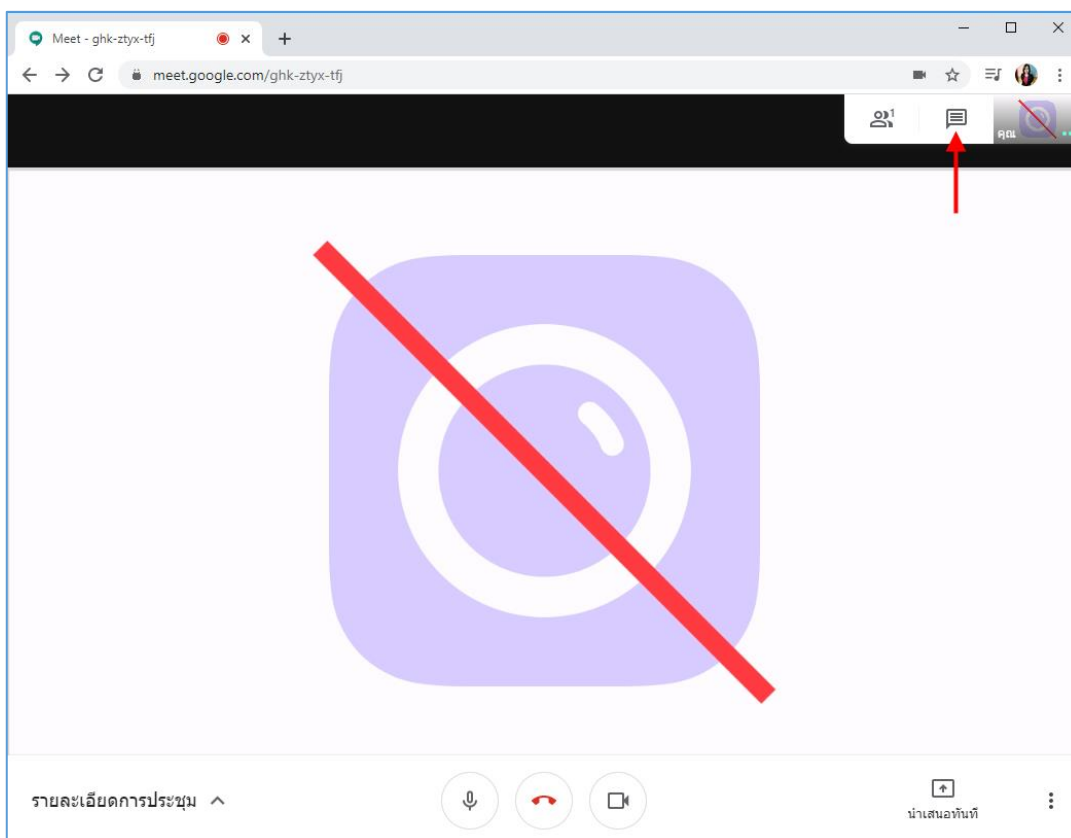 Meet - ghk-ztyx-tfj
meet.google.com/ghk-ztyx-tfj
1
คุณ
รายละเอียดการประชุม
นำเสนอทันที